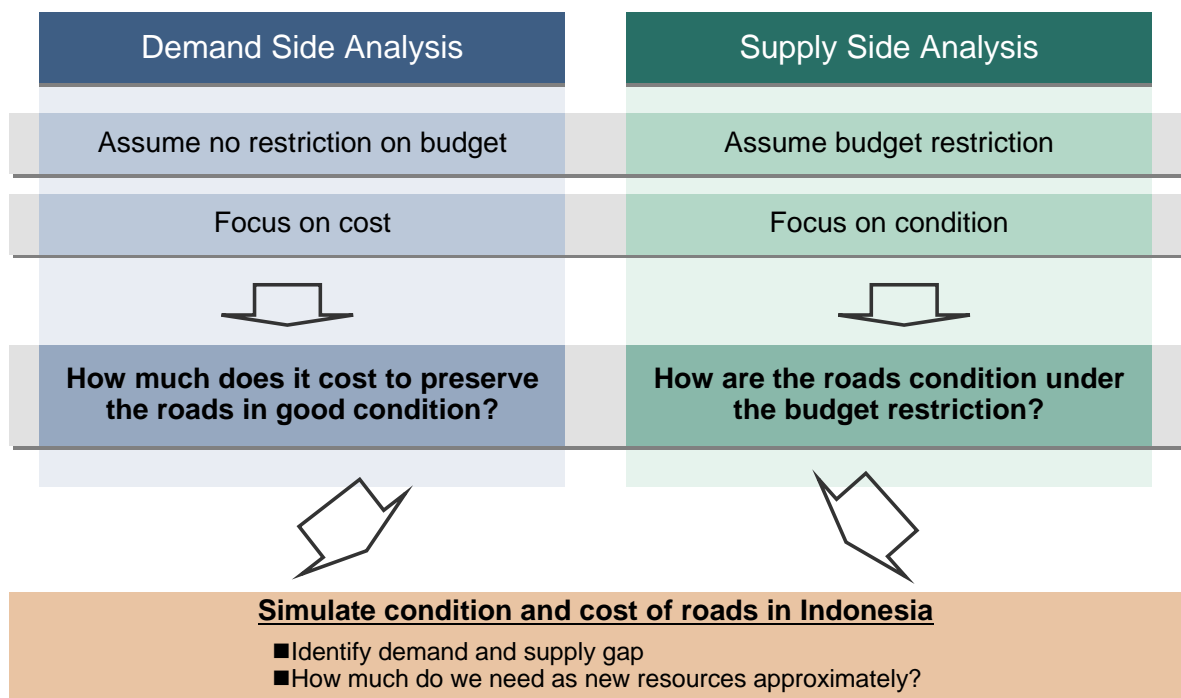 Demand Side Analysis
Supply Side Analysis
Assume no restriction on budget
Assume budget restriction
Focus on cost
Focus on condition
How much does it cost to preserve
the roads in good condition?
How are the roads condition under
the budget restriction?
Simulate condition and cost of roads in Indonesia
■Identify demand and supply gap
■How much do we need as new resources approximately?